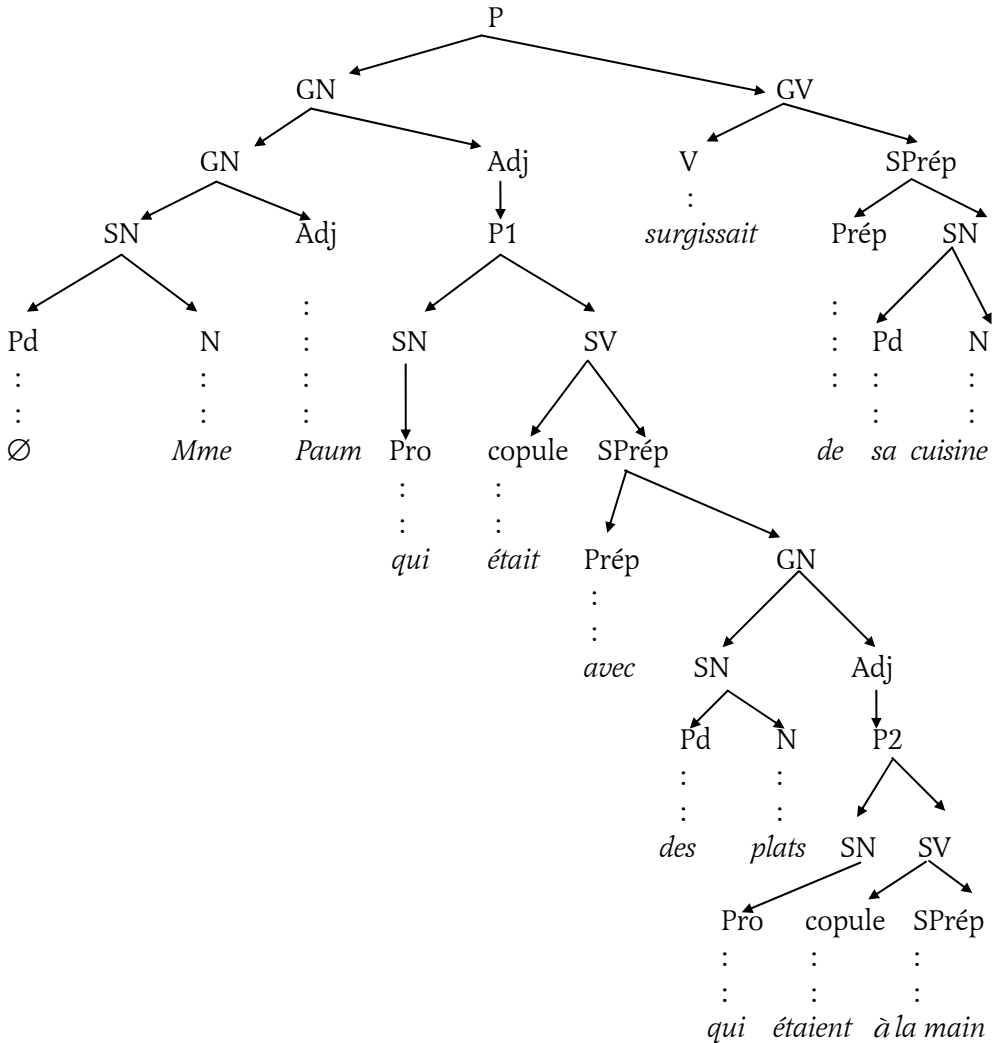 P
GN GV
GN Adj V SPrép
:
SN Adj P1 surgissait Prép SN
: :
Pd N : SN SV : Pd N
: : : : : :
: : : : :
Ø Mme Paum Pro copule SPrép de sa cuisine
: :
: :
qui était Prép GN
:
:
avec SN Adj
Pd N P2
: :
: :
des plats SN SV
Pro copule SPrép
: : :
: : :
qui étaient à la main